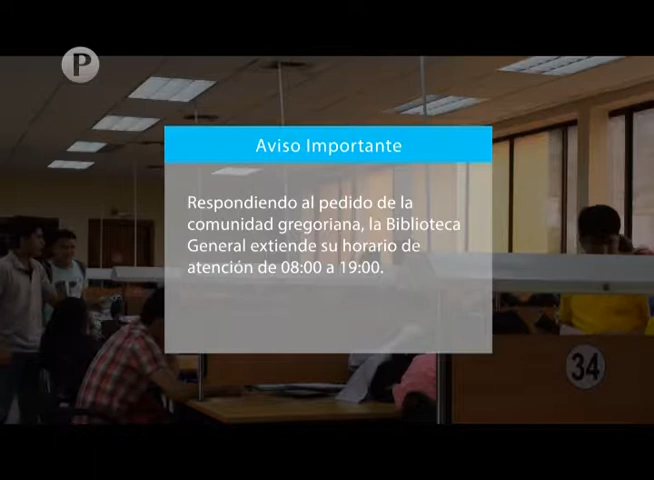 P
Aviso Importante
Respondiendo al pedido de la
comunidad gregoriana, la Biblioteca
General extiende su horario de
atención de 08:00 a 19:00.
34